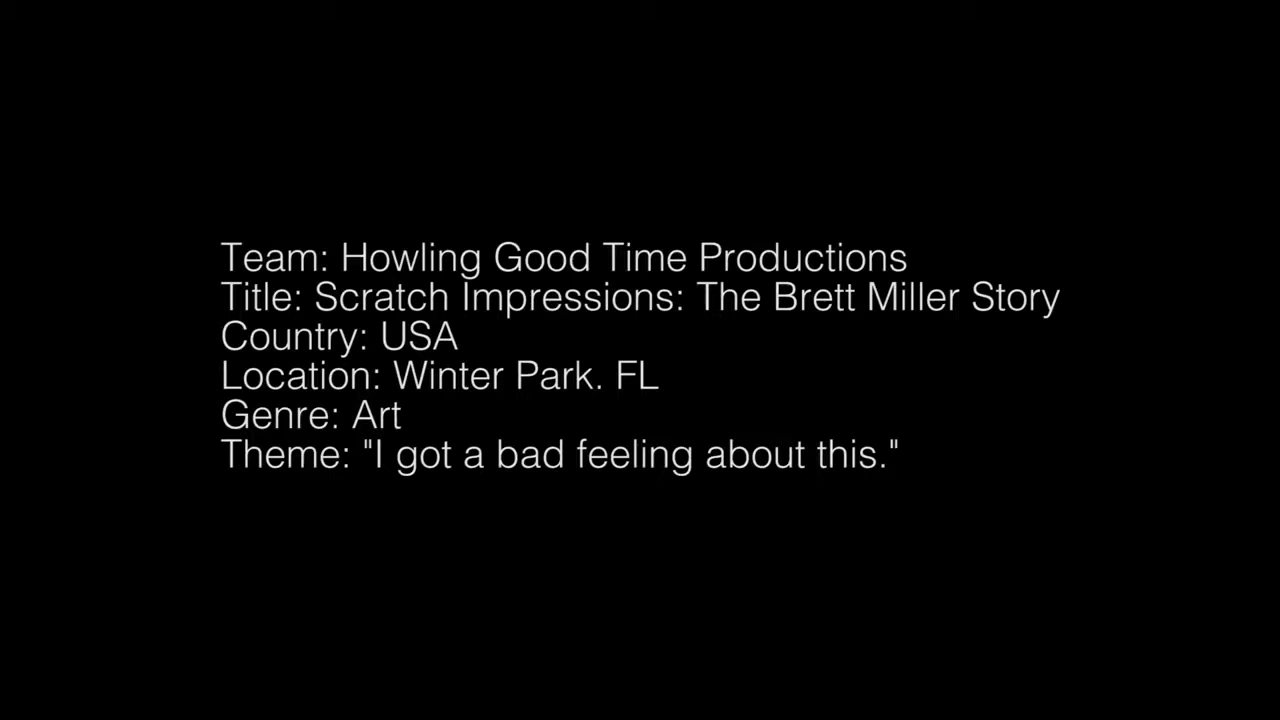 Team: Howling Good Time Productions
Title: Scratch Impressions: The Brett Miller Story
Country: USA
Location: Winter Park. FL
Genre: Art
Theme: "I got a bad feeling about this."